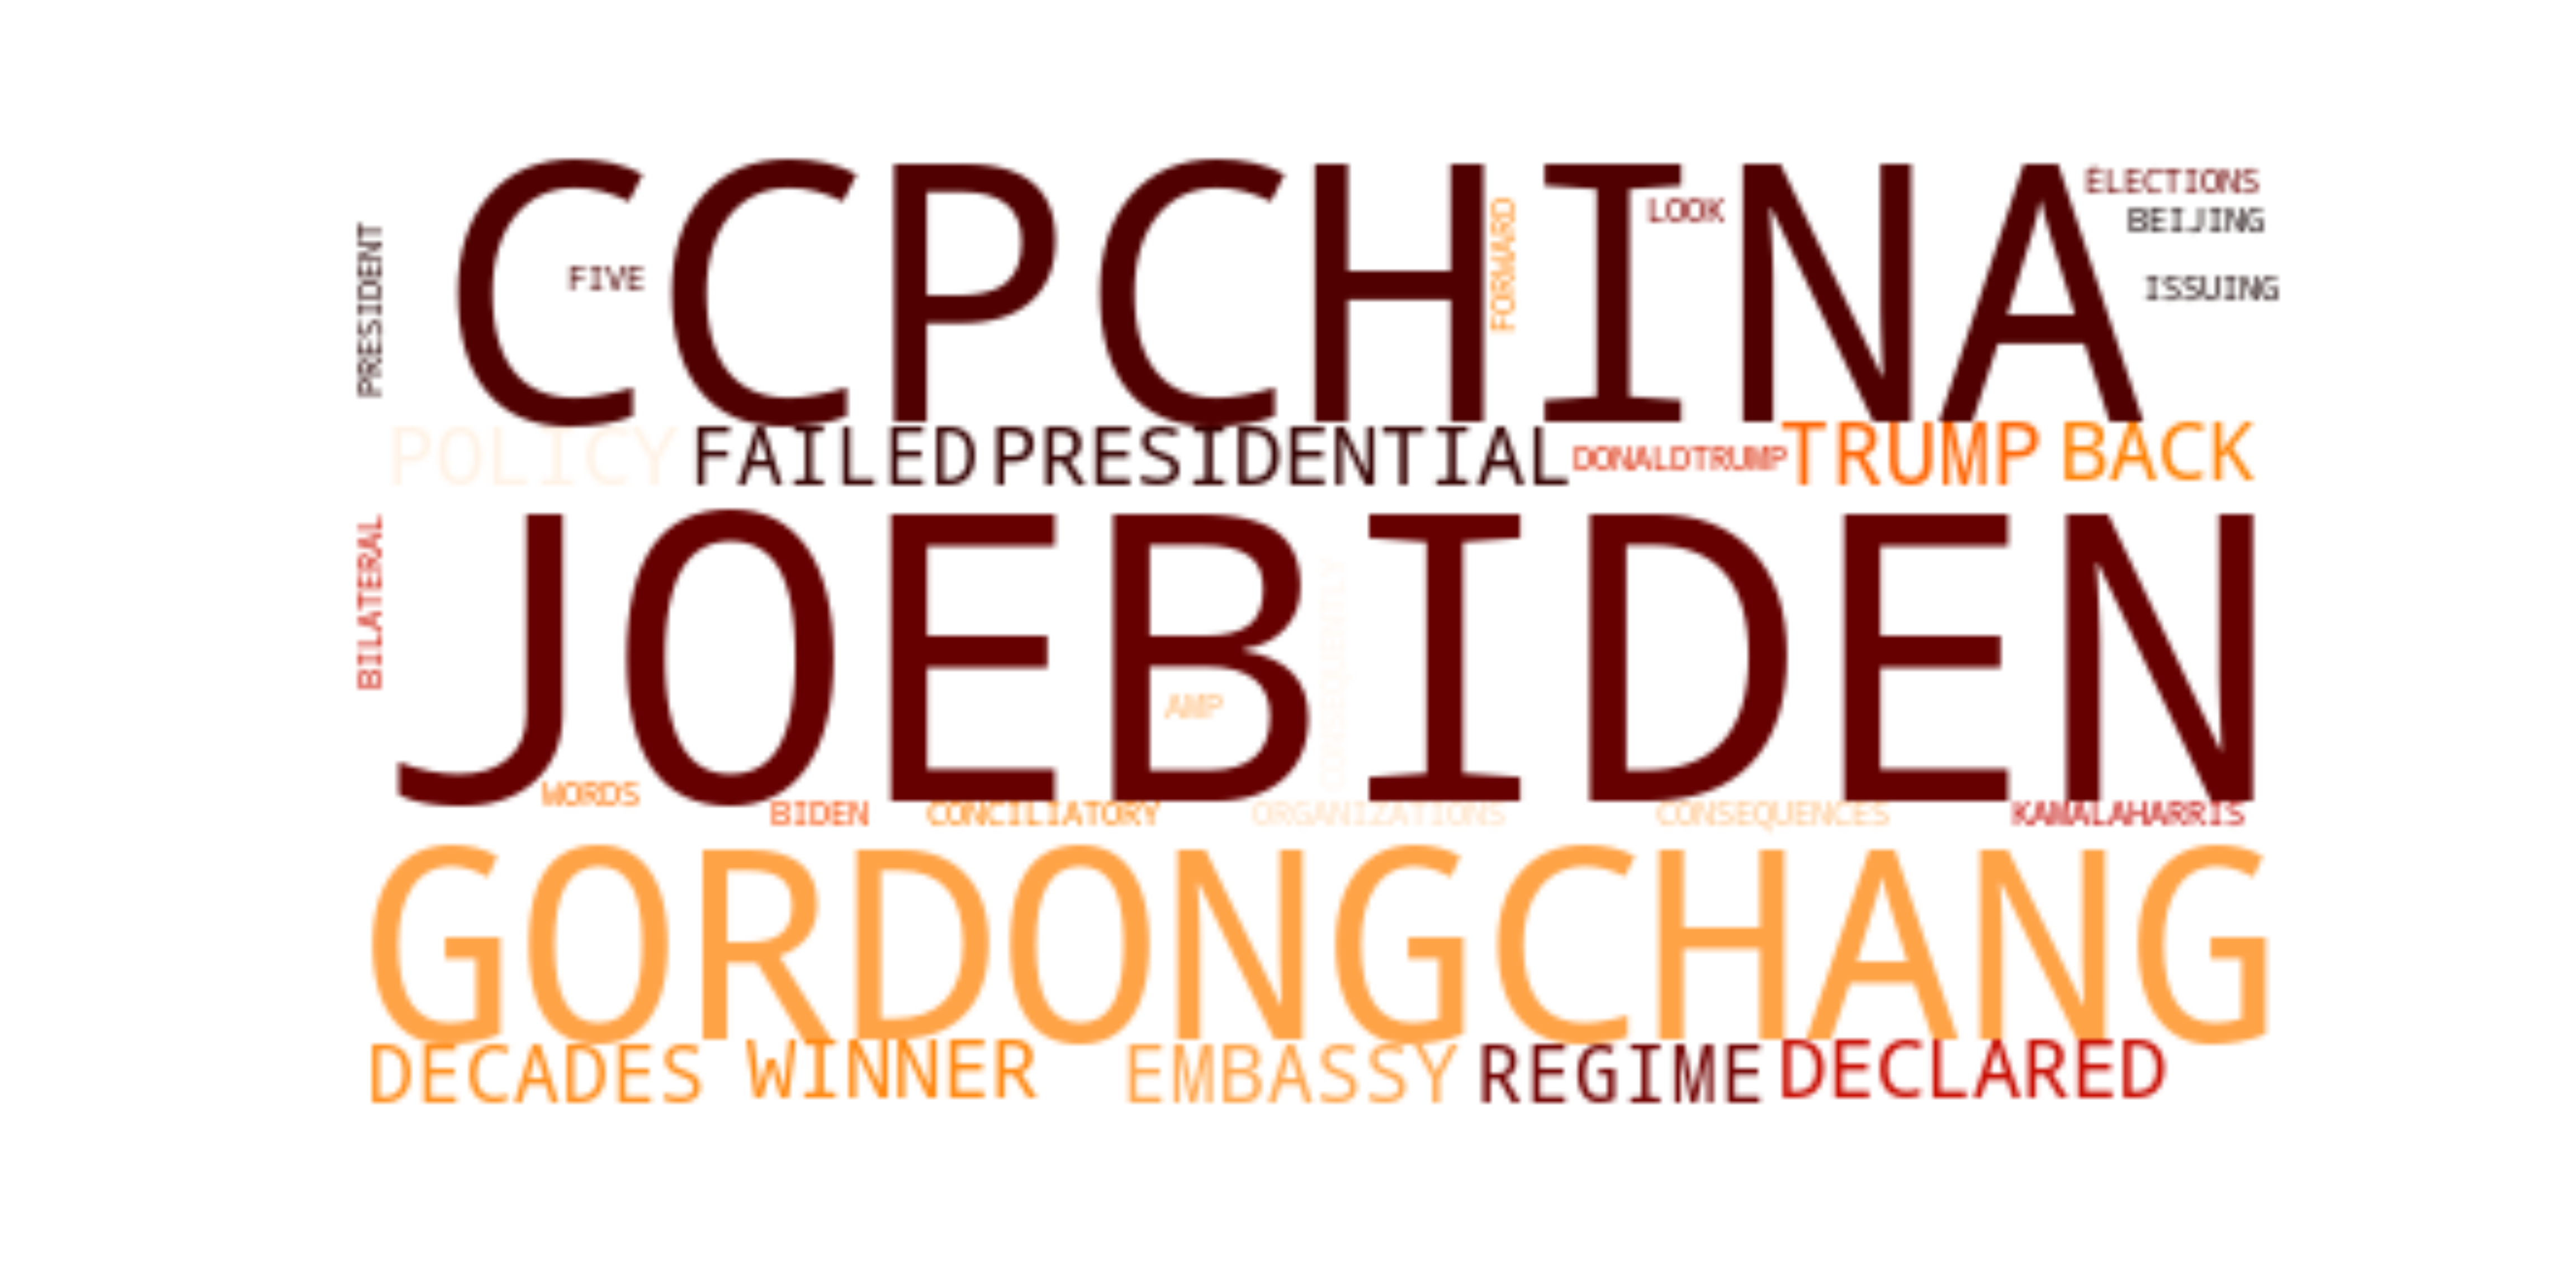 CCPCHINA
ELECTIONS
LOOK
FORWARD
BEIJING
FIVE
ISSUING
PRESIDENT
POLICY FAILED PRESIDENTIAL DONALDTRUMP TRUMP BACK
JOEBIDEN
BILATERAL
CONSEQUENTLY
AMP
WORDS
BIDEN CONCILIATORY ORGANIZATIONS CONSEQUENCES KAMALAHARRIS
GORDONGCHANG
DECADES WINNER EMBASSY REGIME DECLARED